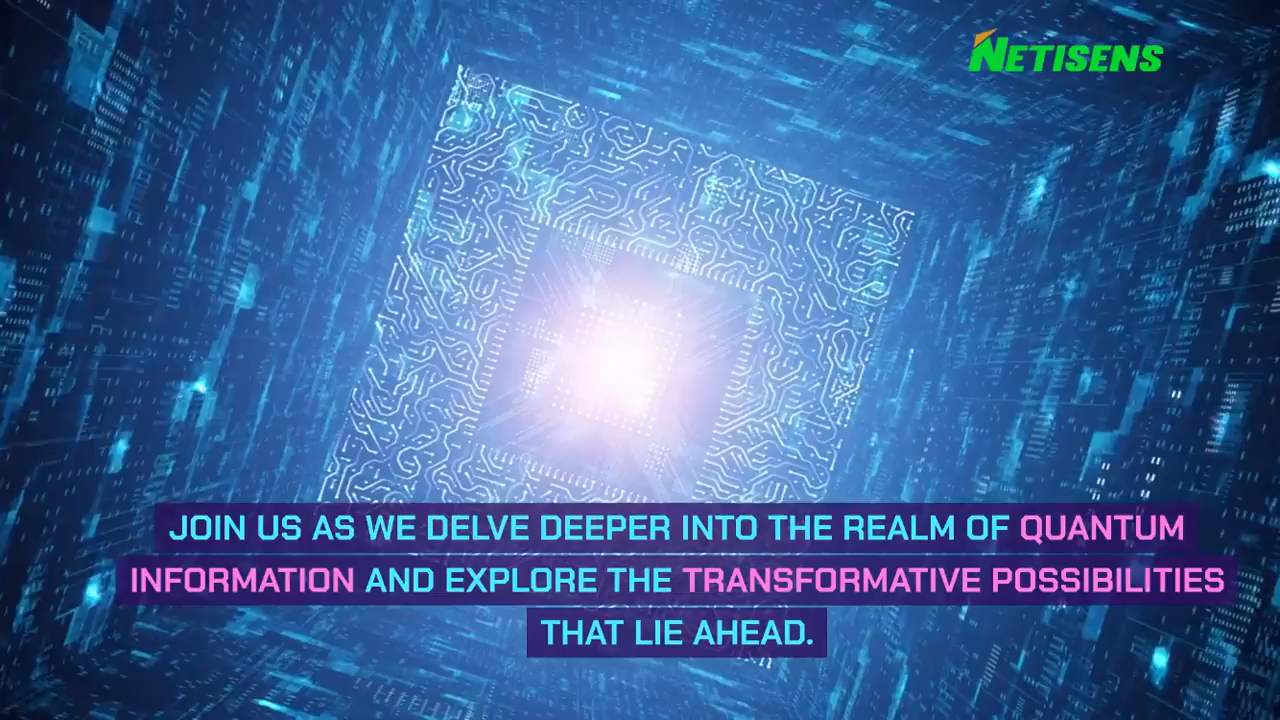 NETISENS
JOIN US AS WE DELVE DEEPER INTO THE REALM OF QUANTUM
INFORMATION AND EXPLORE THE TRANSFORMATIVE POSSIBILITIES
THAT LIE AHEAD.